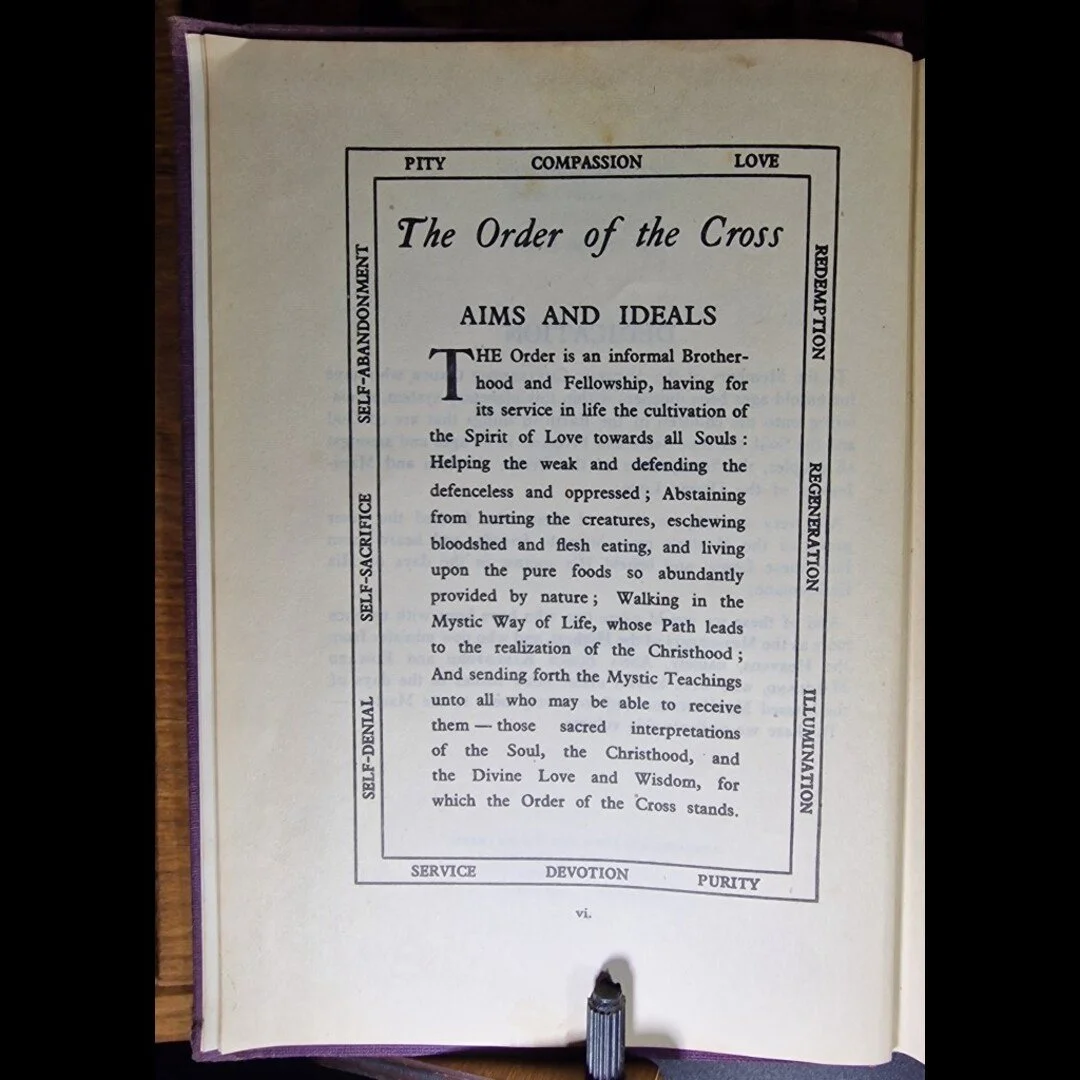 PITY COMPASSION LOVE
The Order of the Cross
AIMS AND IDEALS
THE Order is an informal Brother-
hood and Fellowship, having for
its service in life the cultivation of
the Spirit of Love towards all Souls :
Helping the weak and defending the
defenceless and oppressed ; Abstaining
from hurting the creatures, eschewing
bloodshed and flesh eating, and living
upon the pure foods so abundantly
provided by nature ; Walking in the
Mystic Way of Life, whose Path leads
to the realization of the Christhood ;
And sending forth the Mystic Teachings
unto all who may be able to receive
them — those sacred interpretations
of the Soul, the Christhood, and
the Divine Love and Wisdom, for
which the Order of the Cross stands.
SELF-ABANDONMENT
SELF-SACRIFICE
SELF-DENIAL
REDEMPTION
REGENERATION
ILLUMINATION
SERVICE DEVOTION PURITY
vi.